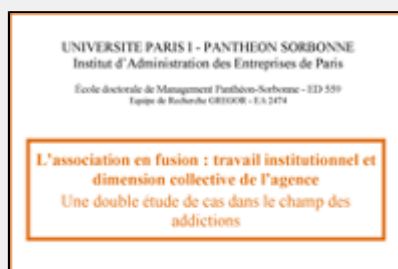 UNIVERSITE PARIS I - PANTHEON SORBONNE
Institut d'Administration des Entreprises de Paris
École doctorale de Management Panthéon-Sorbonne - ED 559
Equipe de Recherche GREGOR - EA 2474
L'association en fusion : travail institutionnel et
dimension collective de l'agence
Une double étude de cas dans le champ des
addictions